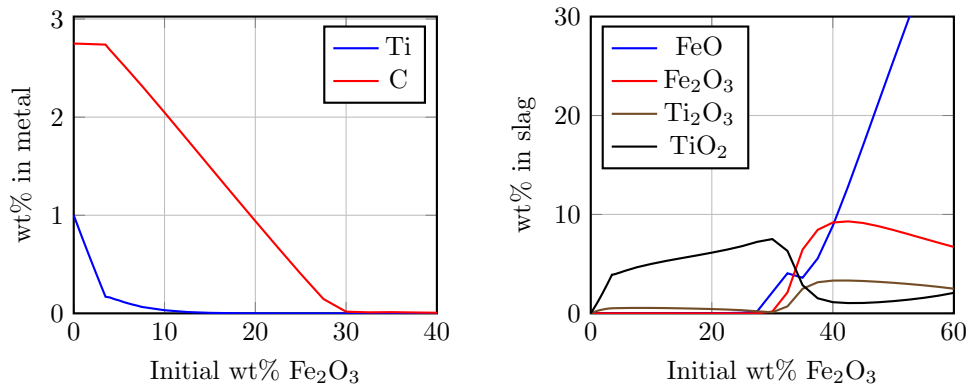 3
2
1
0
0
10
20
30
40
wt% in metal
Initial wt% Fe₂O₃
Ti
C
30
20
10
0
0
20
40
60
wt% in slag
Initial wt% Fe₂O₃
FeO
Fe₂O₃
Ti₂O₃
TiO₂